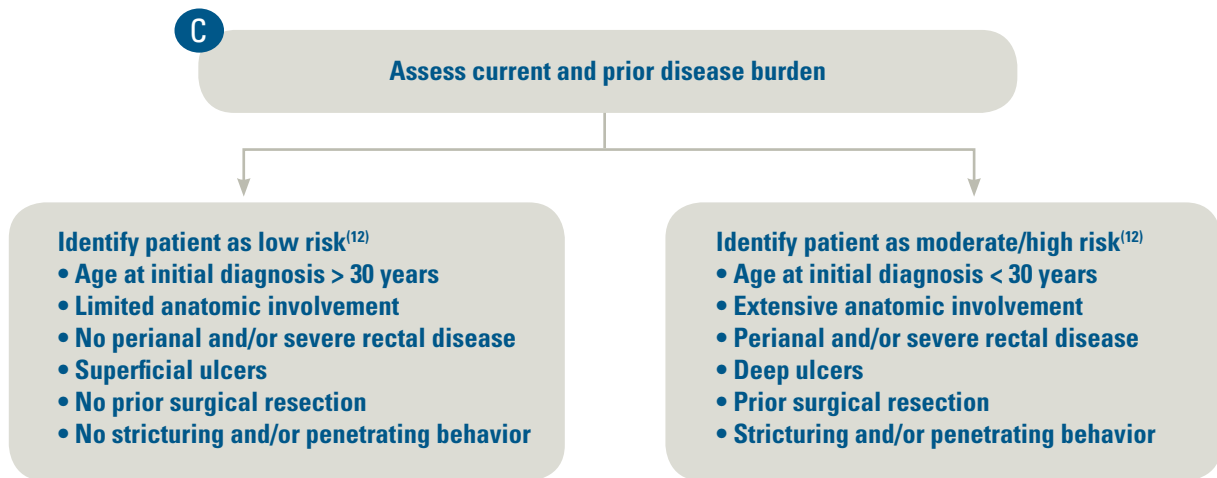 C
Assess current and prior disease burden
Identify patient as low risk(12)
• Age at initial diagnosis > 30 years
• Limited anatomic involvement
• No perianal and/or severe rectal disease
• Superficial ulcers
• No prior surgical resection
• No stricturing and/or penetrating behavior
Identify patient as moderate/high risk(12)
• Age at initial diagnosis < 30 years
• Extensive anatomic involvement
• Perianal and/or severe rectal disease
• Deep ulcers
• Prior surgical resection
• Stricturing and/or penetrating behavior